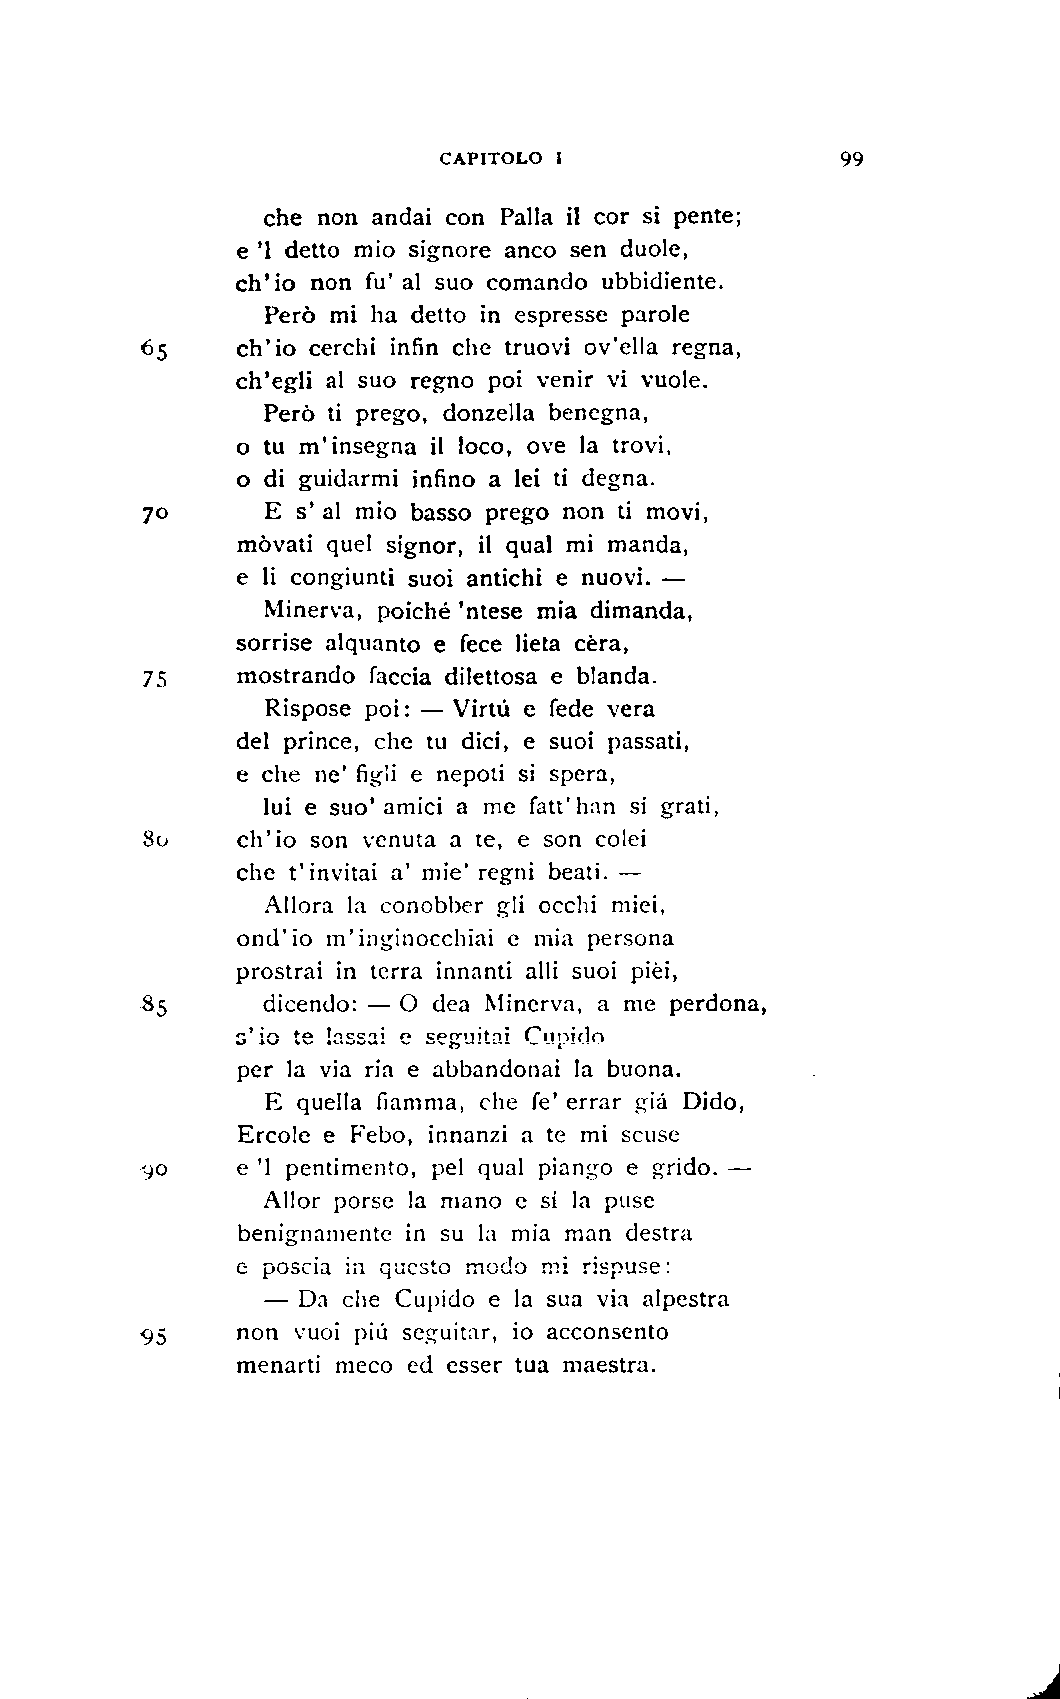 CAPITOLO I 99
che non andai con Palla il cor si pente;
e 'l detto mio signore anco sen duole,
ch'io non fu' al suo comando ubbidiente.
Però mi ha detto in espresse parole
65 ch'io cerchi infin che truovi ov'ella regna,
ch'egli al suo regno poi venir vi vuole.
Però ti prego, donzella benegna,
o tu m'insegna il loco, ove la trovi,
o di guidarmi infino a lei ti degna.
70 E s' al mio basso prego non ti movi,
mòvati quel signor, il qual mi manda,
e li congiunti suoi antichi e nuovi. —
Minerva, poiché 'ntese mia dimanda,
sorrise alquanto e fece lieta cèra,
75 mostrando faccia dilettosa e blanda.
Rispose poi: — Virtú e fede vera
del prince, che tu dici, e suoi passati,
e che ne' figli e nepoti si spera,
lui e suo' amici a me fatt'han si grati,
80 ch'io son venuta a te, e son colei
che t'invitai a' mie' regni beati. —
Allora la conobber gli occhi miei,
ond'io m'inginocchiai e mia persona
prostrai in terra innanti alli suoi pièi,
85 dicendo: — O dea Minerva, a me perdona,
s'io te lassai e seguitai Cupido
per la via ria e abbandonai la buona.
E quella fiamma, che fe' errar giá Dido,
Ercole e Febo, innanzi a te mi scuse
90 e 'l pentimento, pel qual piango e grido. —
Allor porse la mano e sí la puse
benignamente in su la mia man destra
e poscia in questo modo mi rispuse:
— Da che Cupido e la sua via alpestra
95 non vuoi piú seguitar, io acconsento
menarti meco ed esser tua maestra.